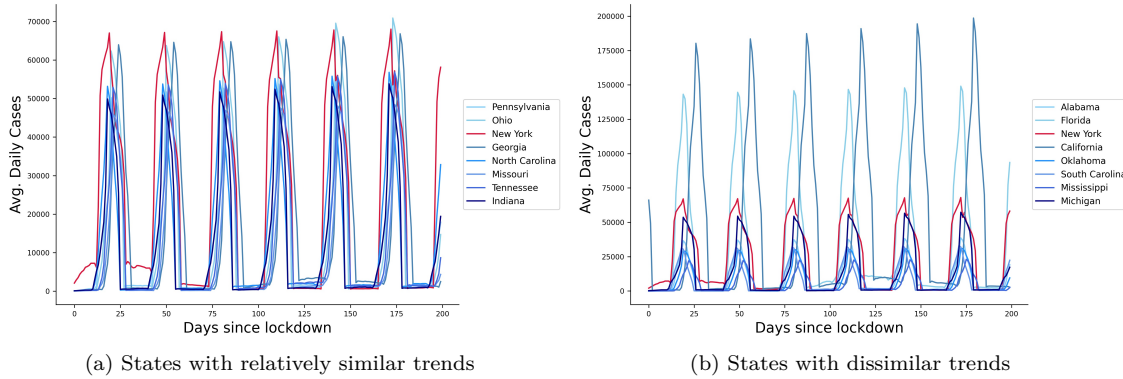 70000
60000
50000
40000
30000
20000
10000
0
Avg. Daily Cases
0 25 50 75 100 125 150 175 200
Days since lockdown
Pennsylvania
Ohio
New York
Georgia
North Carolina
Missouri
Tennessee
Indiana
(a) States with relatively similar trends
200000
175000
150000
125000
100000
75000
50000
25000
0
Avg. Daily Cases
0 25 50 75 100 125 150 175 200
Days since lockdown
Alabama
Florida
New York
California
Oklahoma
South Carolina
Mississippi
Michigan
(b) States with dissimilar trends